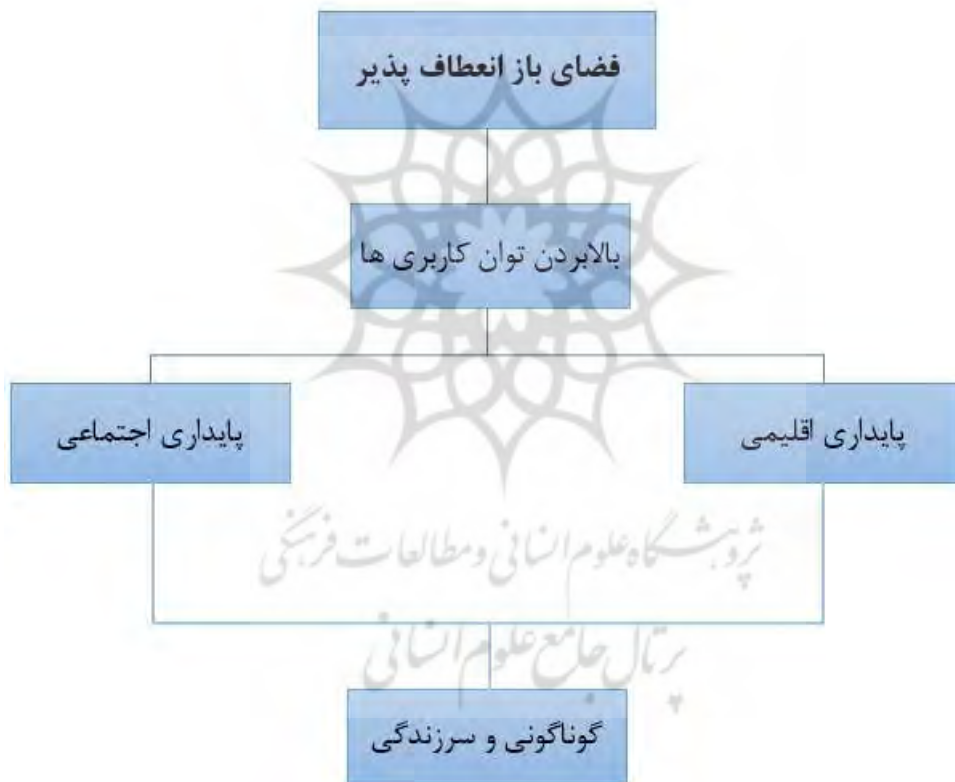 فضای باز انعطاف پذیر
بالابردن توان کاربری ها
پایداری اقلیمی
پایداری اجتماعی
پژوهشگاه علوم انسانی و مطالعات فرهنگی
پرتال جامع علوم انسانی
گوناگونی و سرزندگی